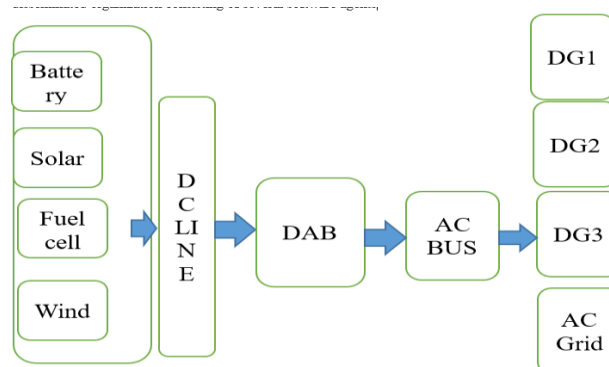 Batte
ry
Solar
Fuel
cell
Wind
D
C
LI
N
E
DAB
AC
BUS
DG1
DG2
DG3
AC
Grid